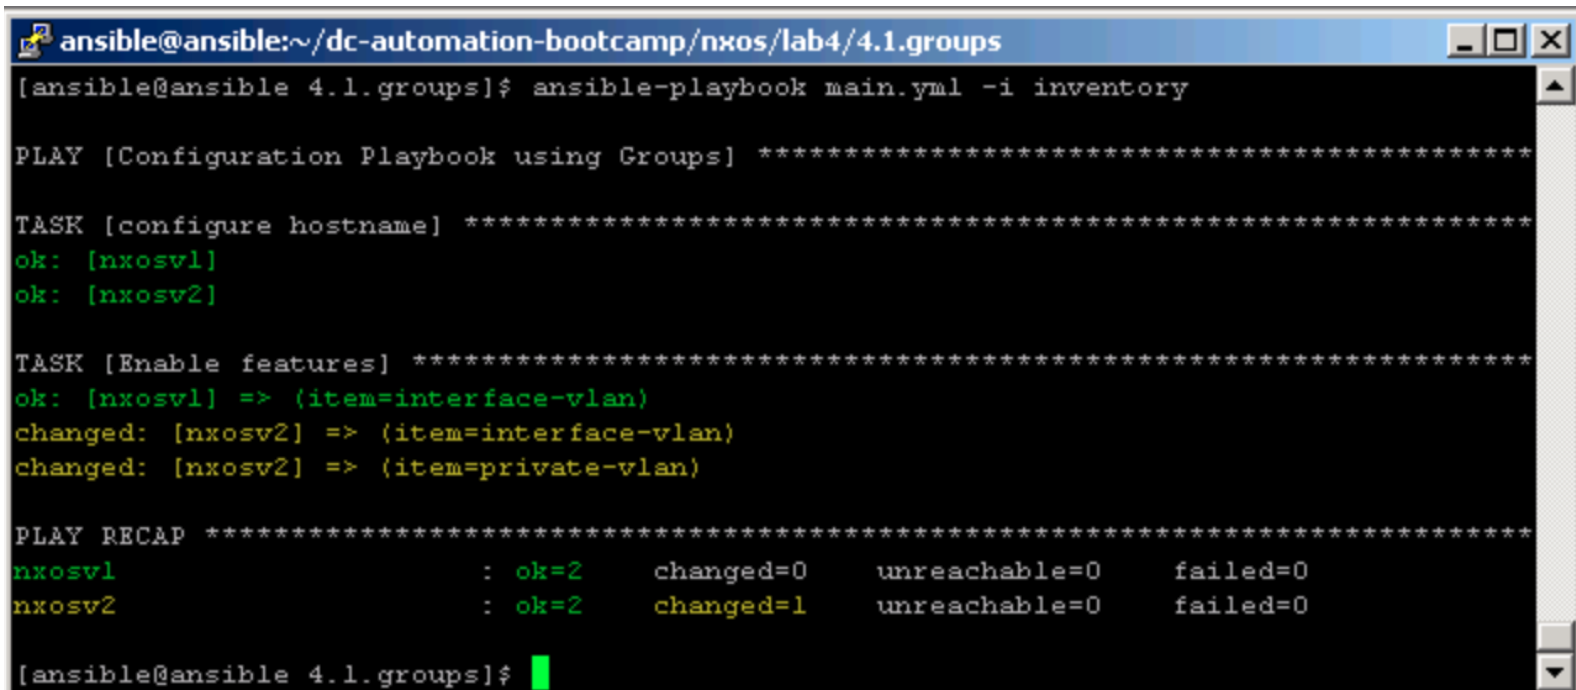 ansible@ansible:~/dc-automation-bootcamp/nxos/lab4/4.1.groups
[ansible@ansible 4.1.groups]$ ansible-playbook main.yml -i inventory
PLAY [Configuration Playbook using Groups] *********************************************
TASK [configure hostname] **************************************************************
ok: [nxosv1]
ok: [nxosv2]
TASK [Enable features] *****************************************************************
ok: [nxosv1] => (item=interface-vlan)
changed: [nxosv2] => (item=interface-vlan)
changed: [nxosv2] => (item=private-vlan)
PLAY RECAP *****************************************************************************
nxosv1 : ok=2 changed=0 unreachable=0 failed=0
nxosv2 : ok=2 changed=1 unreachable=0 failed=0
[ansible@ansible 4.1.groups]$